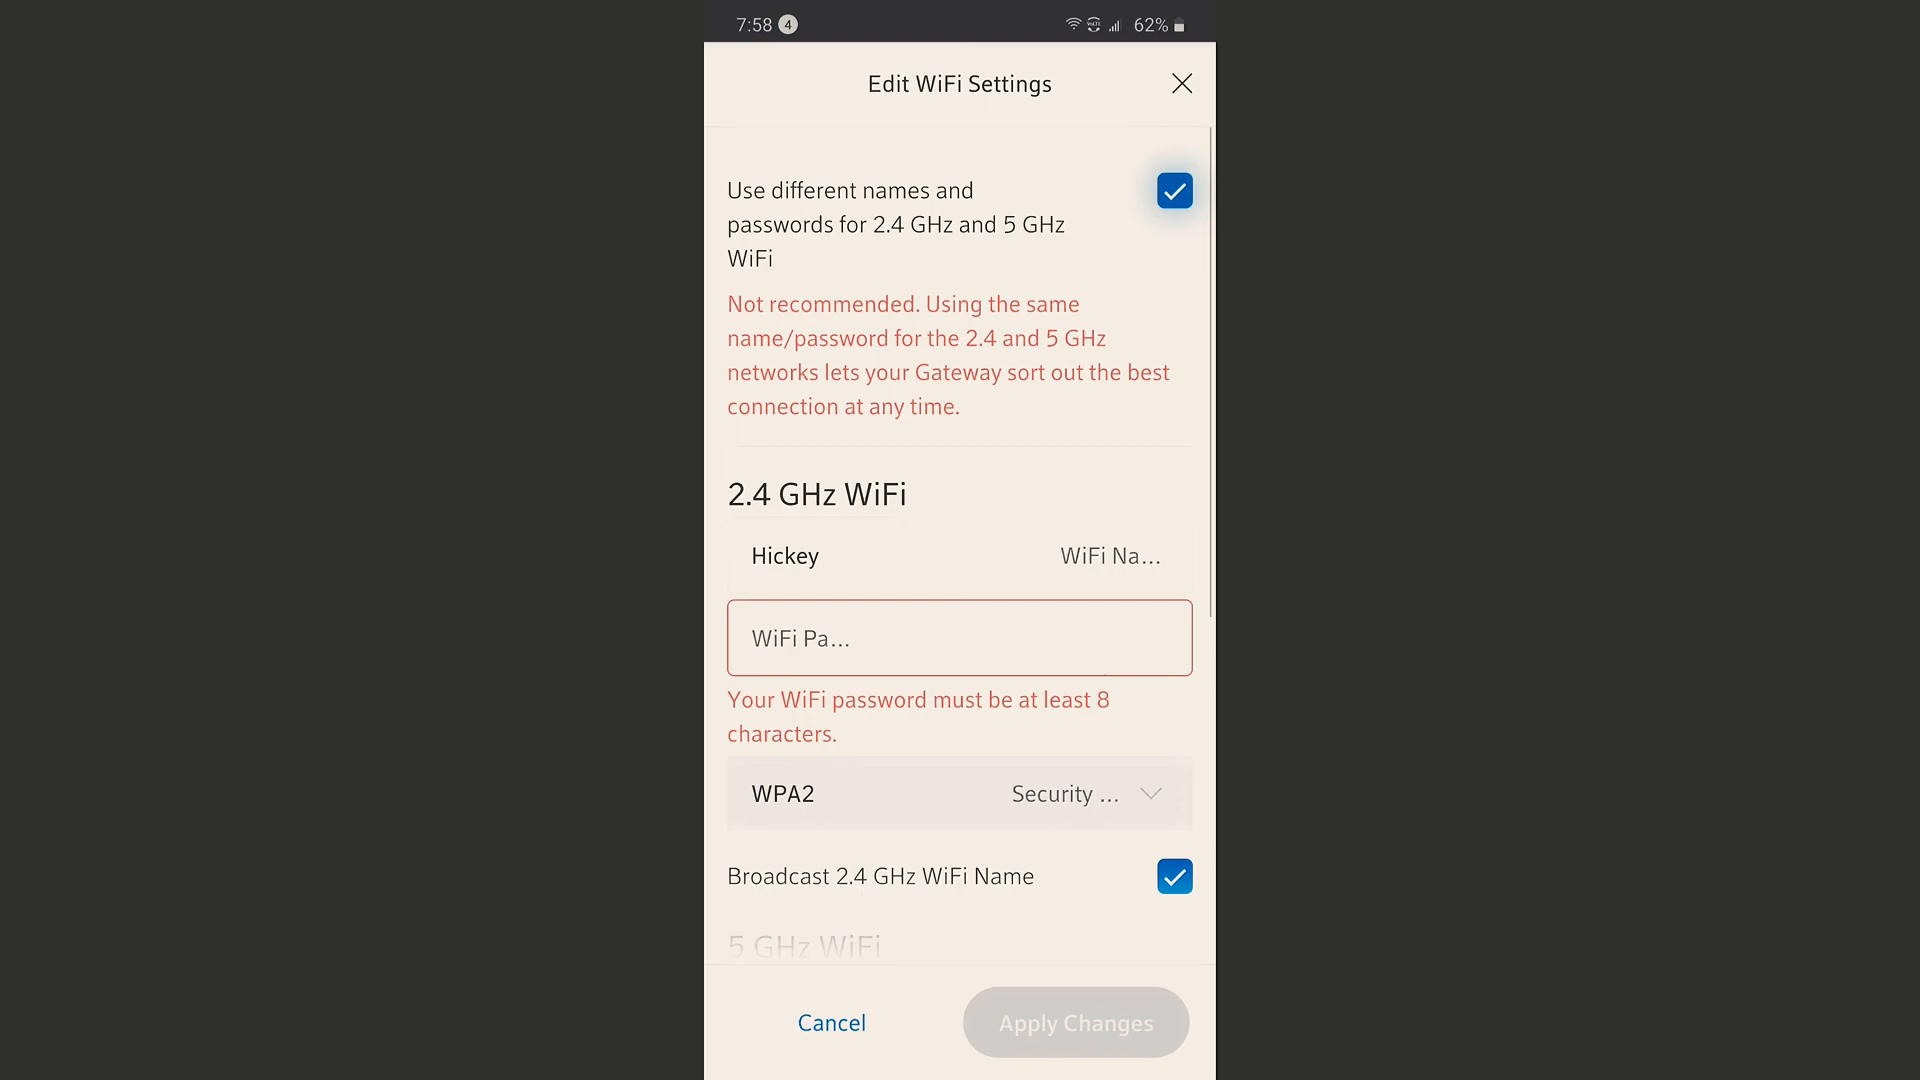 7:58 4 62%
Edit WiFi Settings
Use different names and
passwords for 2.4 GHz and 5 GHz
WiFi
Not recommended. Using the same
name/password for the 2.4 and 5 GHz
networks lets your Gateway sort out the best
connection at any time.
2.4 GHz WiFi
Hickey WiFi Na...
WiFi Pa...
Your WiFi password must be at least 8
characters.
WPA2 Security ...
Broadcast 2.4 GHz WiFi Name
5 GHz WiFi
Cancel Apply Changes